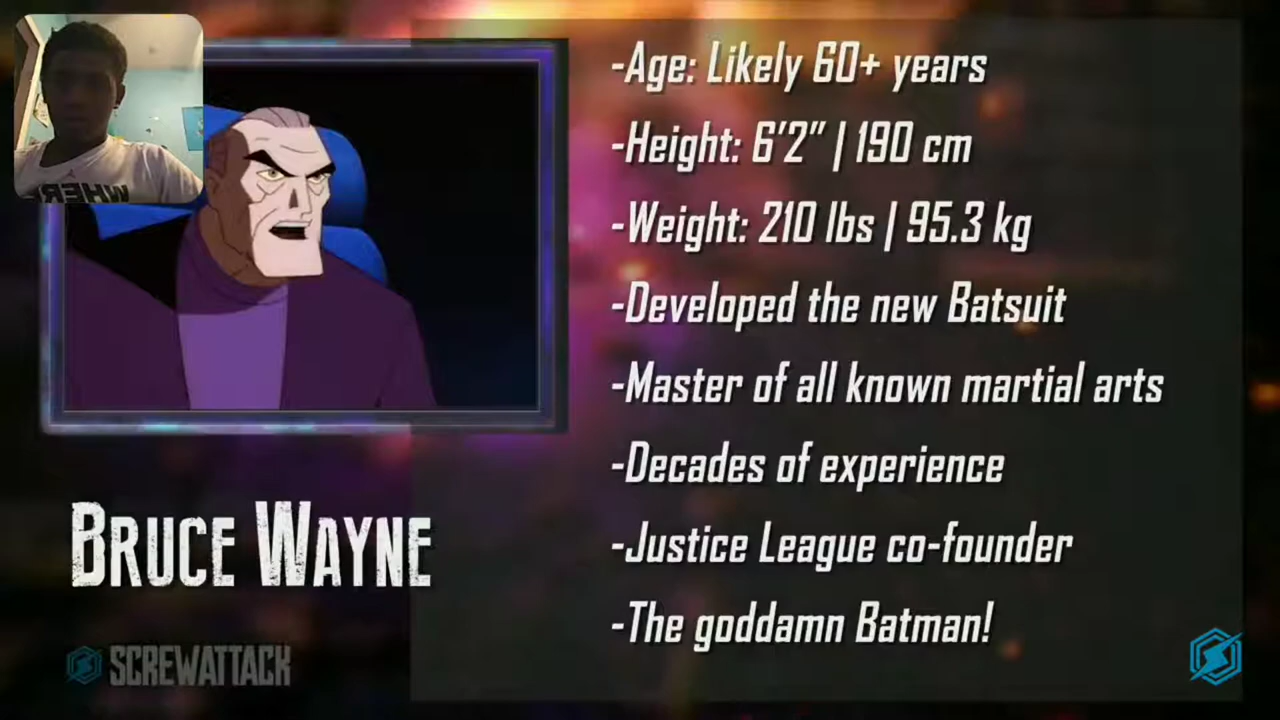 WHERE
-Age: Likely 60+ years
-Height: 6'2" | 190 cm
-Weight: 210 lbs | 95.3 kg
-Developed the new Batsuit
-Master of all known martial arts
-Decades of experience
-Justice League co-founder
-The goddamn Batman!
BRUCE WAYNE
SCREWATTACK